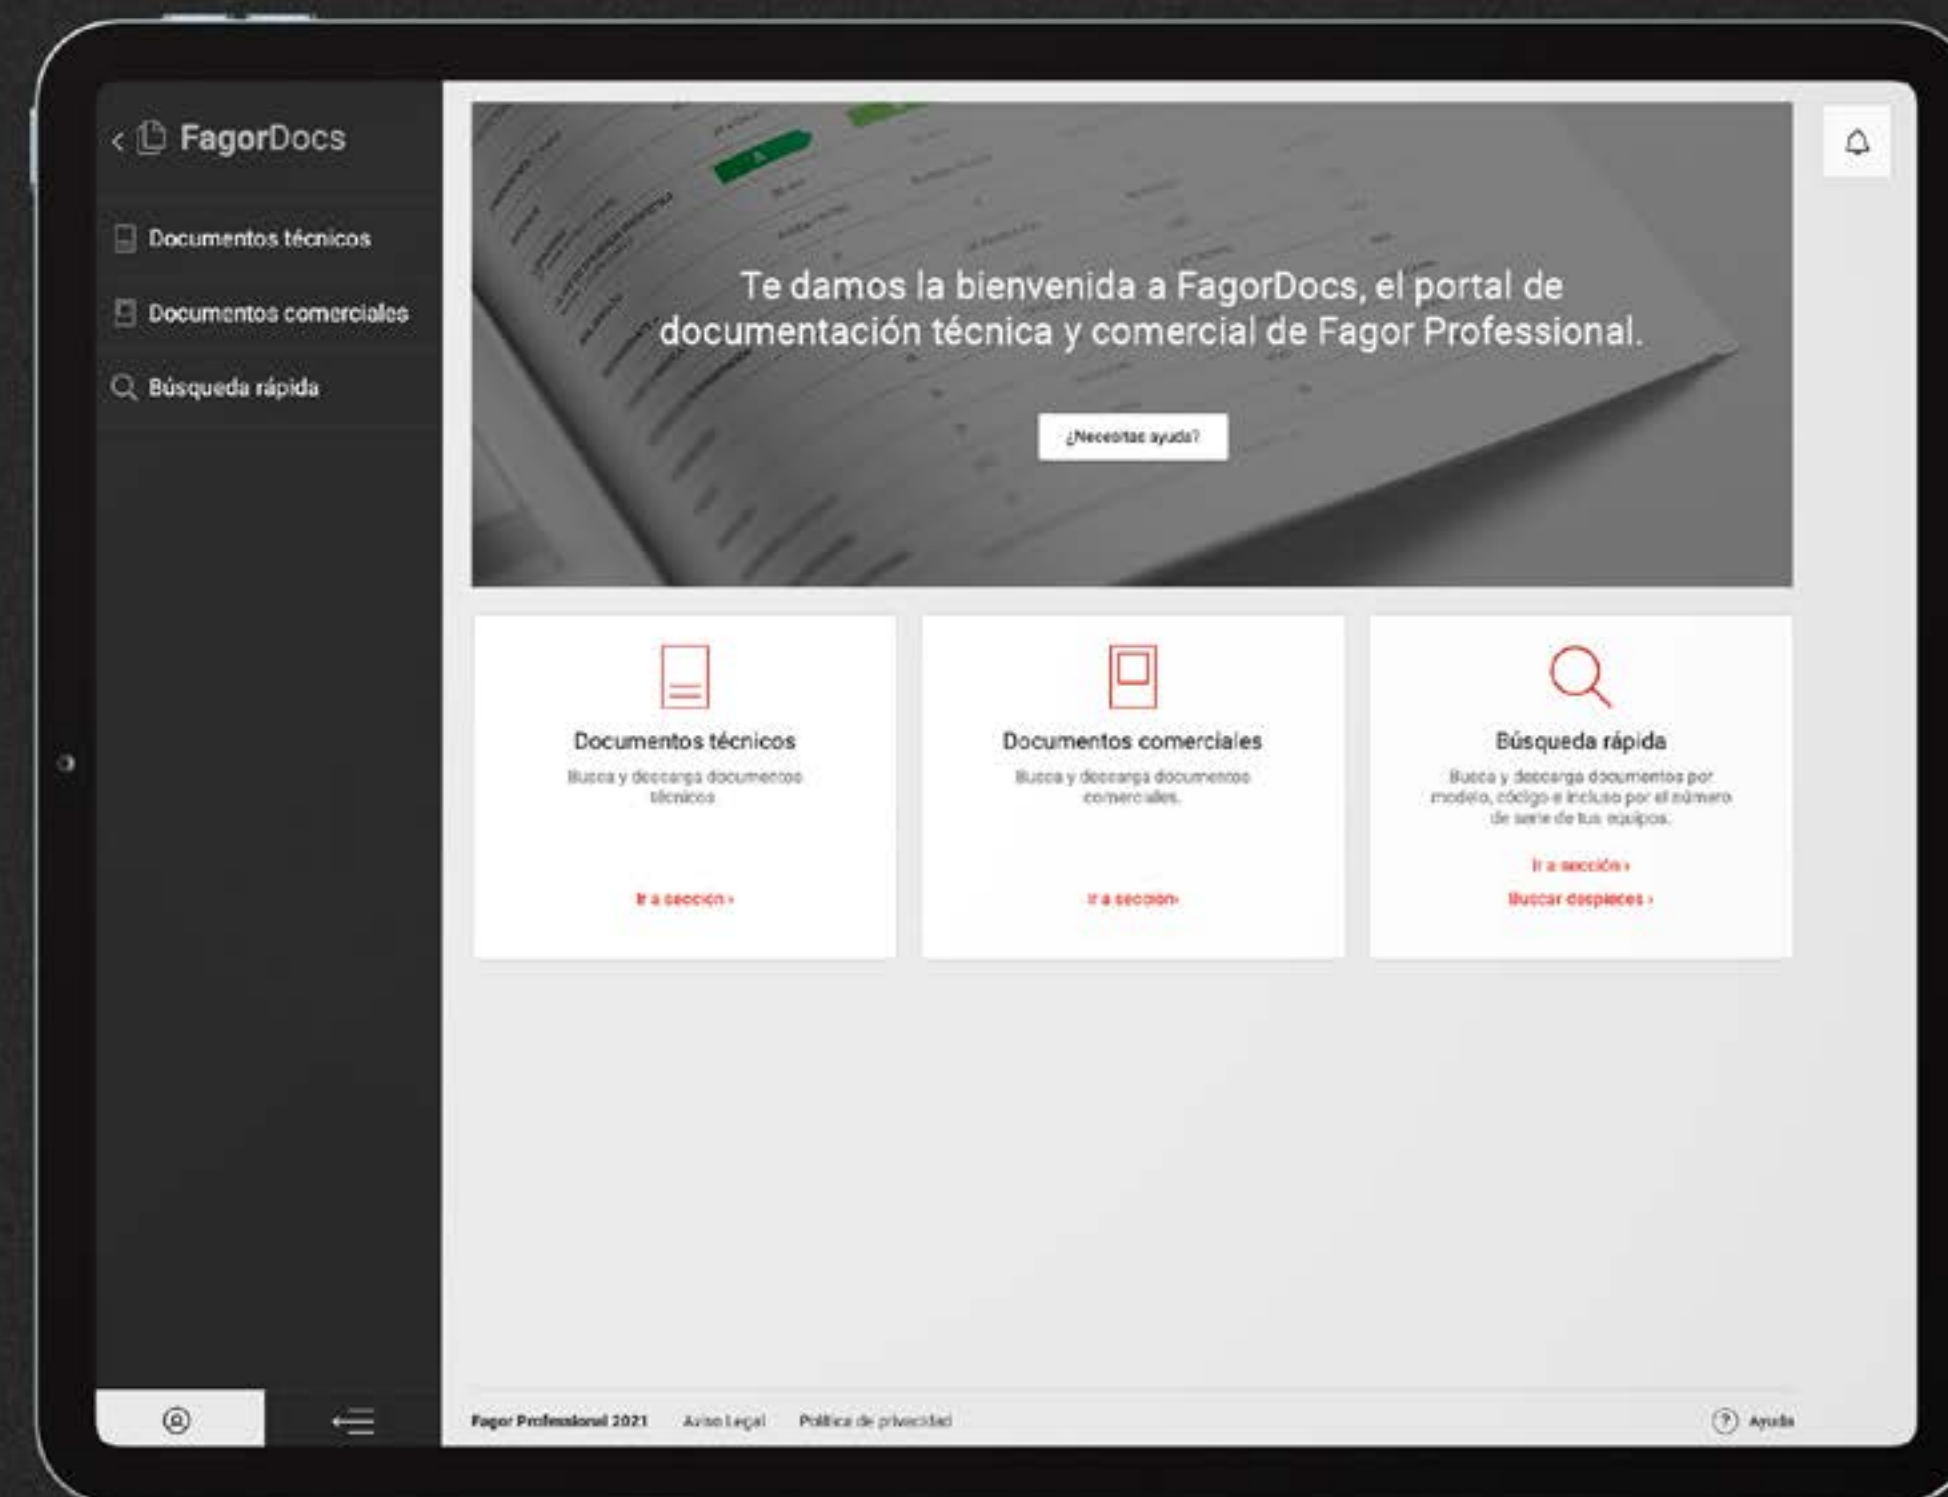 FagorDocs
Documentos técnicos
Documentos comerciales
Búsqueda rápida
Te damos la bienvenida a FagorDocs, el portal de
documentación técnica y comercial de Fagor Professional.
¿Necesitas ayuda?
Documentos técnicos
Busca y descarga documentos
técnicos
Ir a sección ›
Documentos comerciales
Busca y descarga documentos
comerciales.
Ir a sección›
Búsqueda rápida
Busca y descarga documentos por
modelo, código e incluso por el número
de serie de tus equipos.
Ir a sección ›
Buscar despieces ›
Fagor Professional 2021 Aviso Legal Política de privacidad
? Ayuda